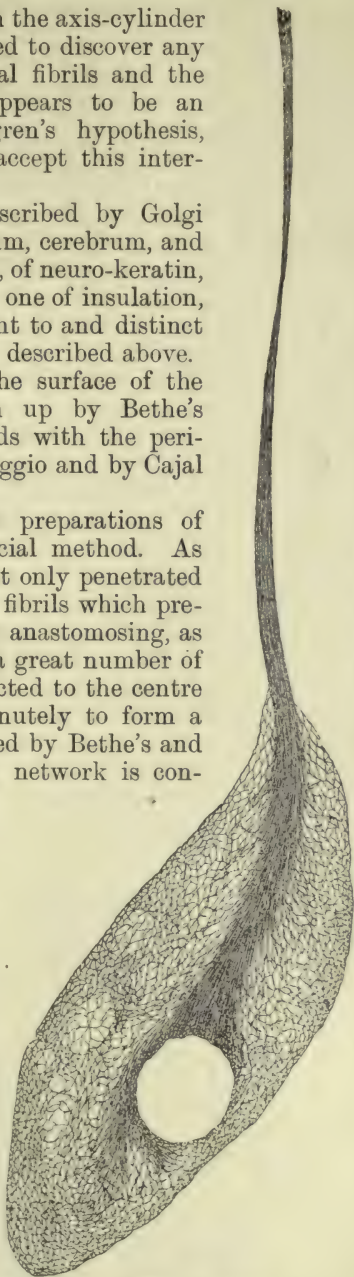 the axis-cylinder
ed to discover any
al fibrils and the
ppears to be an
gren's hypothesis,
accept this inter-
scribed by Golgi
m, cerebrum, and
, of neuro-keratin,
one of insulation,
nt to and distinct
described above.
he surface of the
up by Bethe's
ds with the peri-
ggio and by Cajal
preparations of
cial method. As
t only penetrated
fibrils which pre-
anastomosing, as
a great number of
cted to the centre
nutely to form a
ed by Bethe's and
network is con-